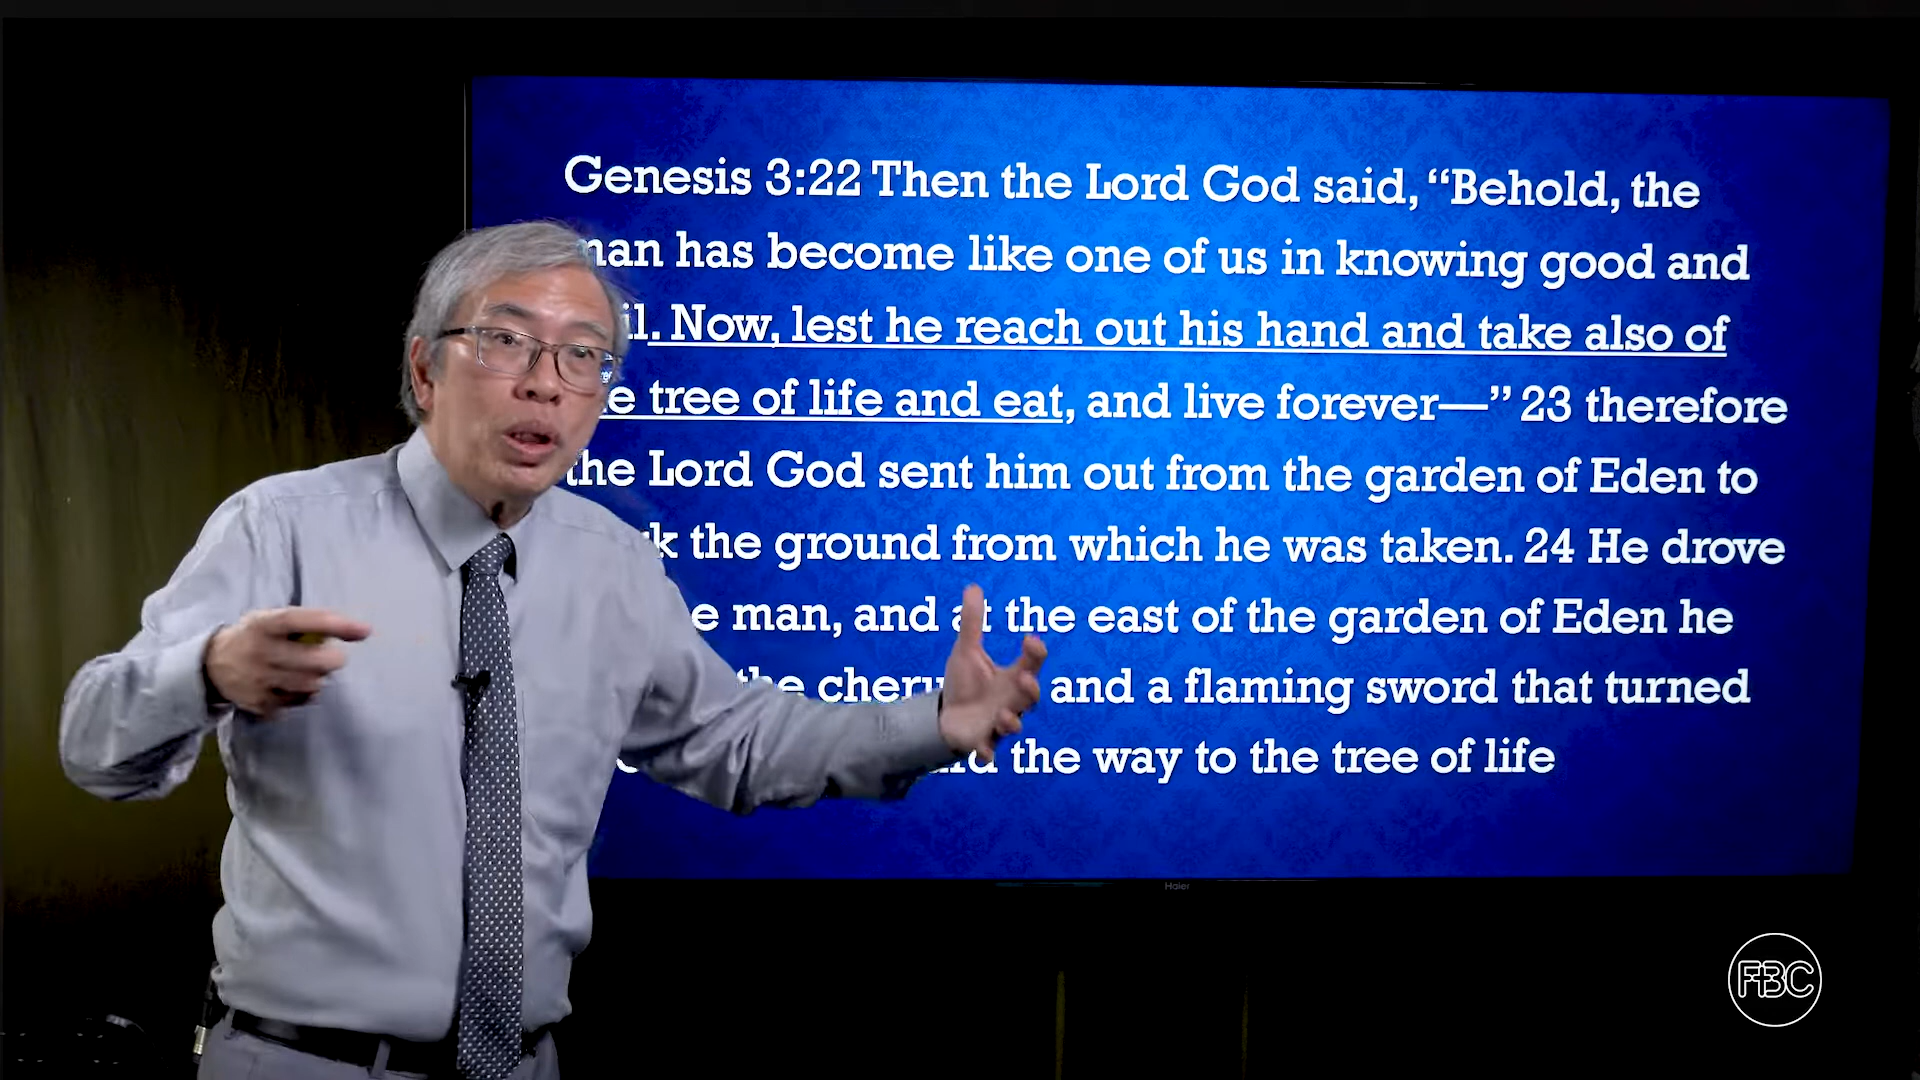 Genesis 3:22 Then the Lord God said, “Behold, the
has become like one of us in knowing good and
. Now, lest he reach out his hand and take also of
tree of life and eat, and live forever—” 23 therefore
the Lord God sent him out from the garden of Eden to
the ground from which he was taken. 24 He drove
man, and at the east of the garden of Eden he
the and a flaming sword that turned
the way to the tree of life
Haier
FBC